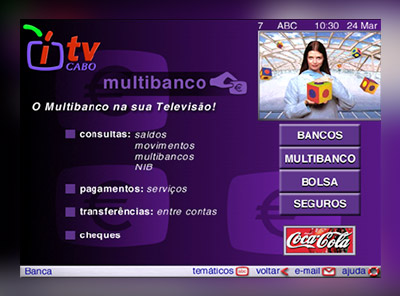 7 ABC 10:30 24 Mar
itv
CABO
multibanco
O Multibanco na sua Televisão!
consultas: saldos
movimentos
multibancos
NIB
pagamentos: serviços
transferências: entre contas
cheques
BANCOS
MULTIBANCO
BOLSA
SEGUROS
Coca-Cola
Banca temáticos voltar e-mail ajuda